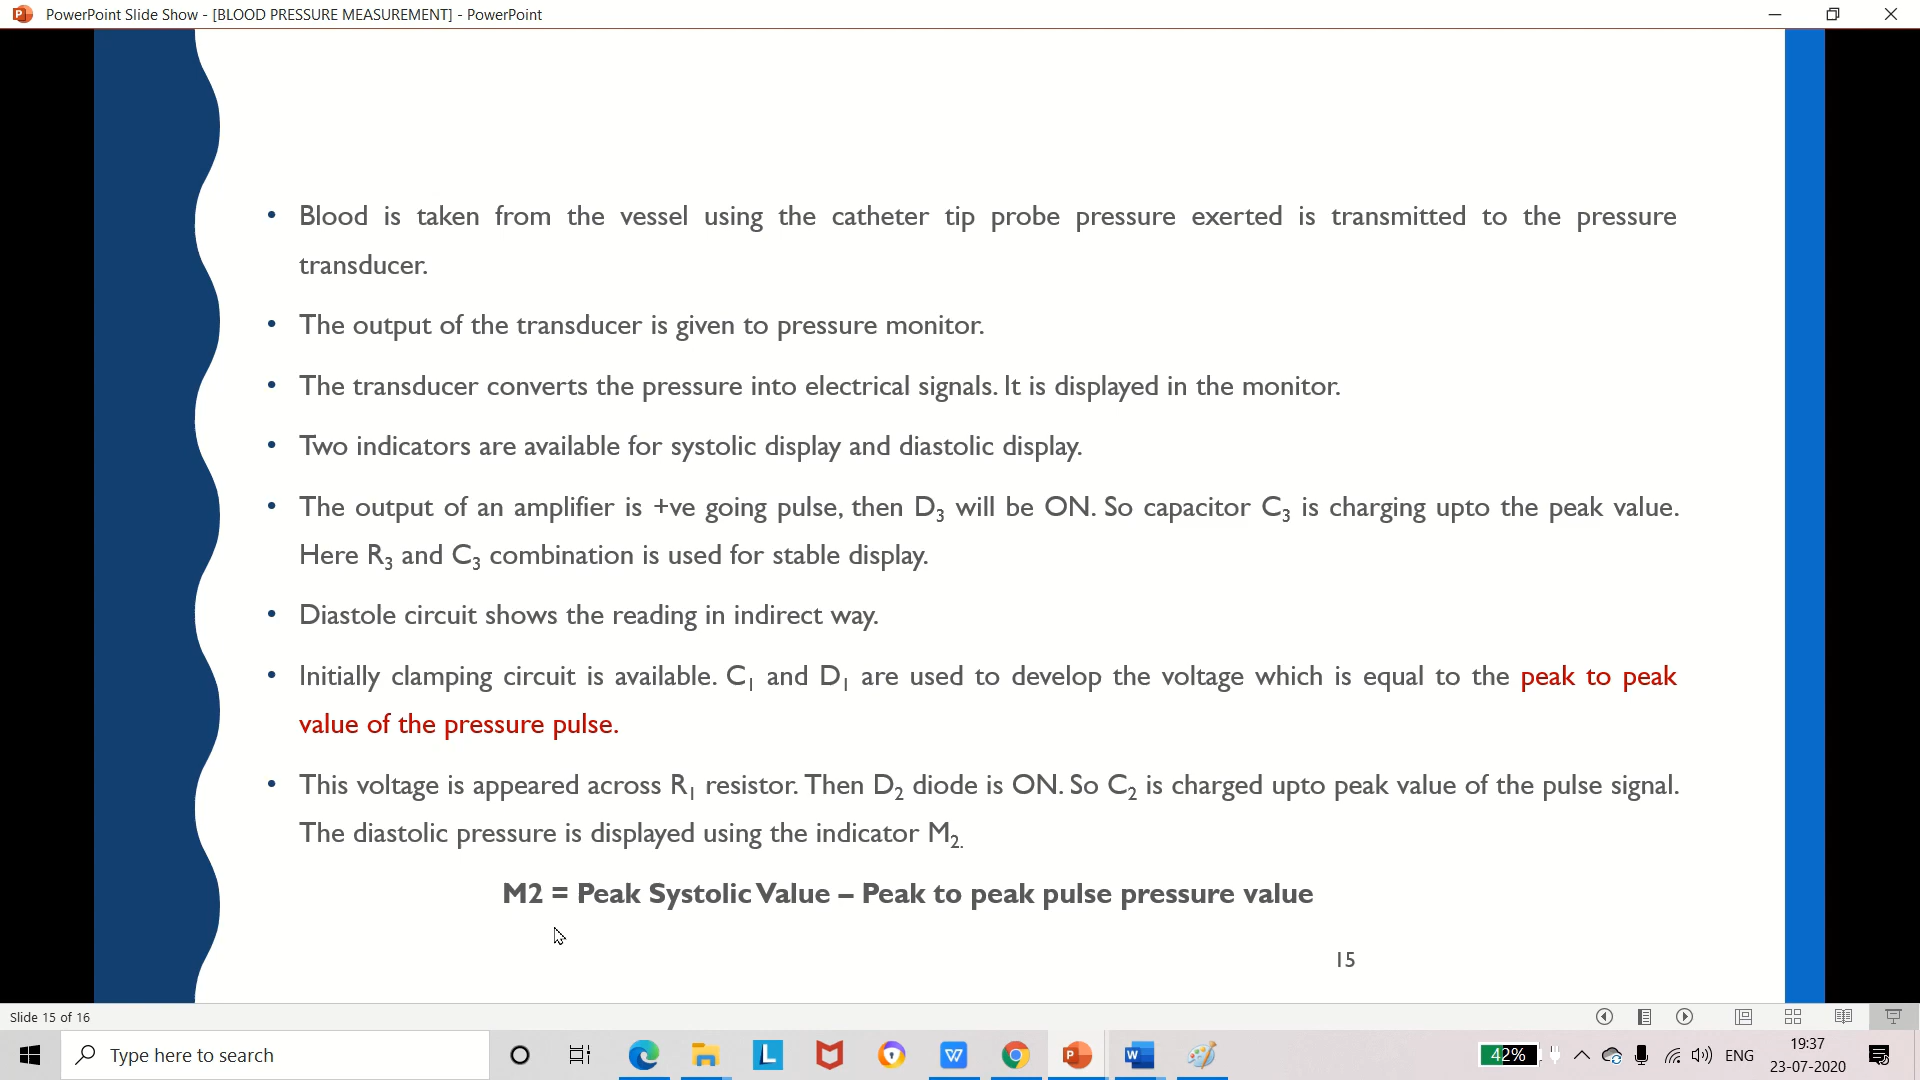 PowerPoint Slide Show - [BLOOD PRESSURE MEASUREMENT] - PowerPoint
• Blood is taken from the vessel using the catheter tip probe pressure exerted is transmitted to the pressure
transducer.
• The output of the transducer is given to pressure monitor.
• The transducer converts the pressure into electrical signals. It is displayed in the monitor.
• Two indicators are available for systolic display and diastolic display.
• The output of an amplifier is +ve going pulse, then D3 will be ON. So capacitor C3 is charging upto the peak value.
Here R3 and C3 combination is used for stable display.
• Diastole circuit shows the reading in indirect way.
• Initially clamping circuit is available. C1 and D1 are used to develop the voltage which is equal to the peak to peak
value of the pressure pulse.
• This voltage is appeared across R1 resistor. Then D2 diode is ON. So C2 is charged upto peak value of the pulse signal.
The diastolic pressure is displayed using the indicator M2.
M2 = Peak Systolic Value – Peak to peak pulse pressure value
15
Slide 15 of 16
Type here to search
42%
ENG
19:37
23-07-2020